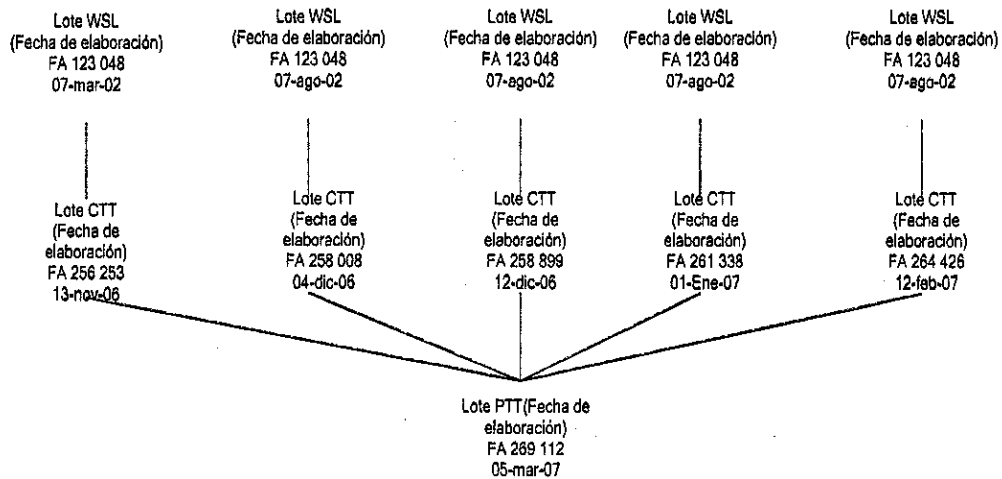 Lote WSL
(Fecha de elaboración)
FA 123 048
07-mar-02
Lote WSL
(Fecha de elaboración)
FA 123 048
07-ago-02
Lote WSL
(Fecha de elaboración)
FA 123 048
07-ago-02
Lote WSL
(Fecha de elaboración)
FA 123 048
07-ago-02
Lote WSL
(Fecha de elaboración)
FA 123 048
07-ago-02
Lote CTT
(Fecha de
elaboración)
FA 256 253
13-nov-06
Lote CTT
(Fecha de
elaboración)
FA 258 008
04-dic-06
Lote CTT
(Fecha de
elaboración)
FA 258 899
12-dic-06
Lote CTT
(Fecha de
elaboración)
FA 261 338
01-Ene-07
Lote CTT
(Fecha de
elaboración)
FA 264 426
12-feb-07
Lote PTT(Fecha de
elaboración)
FA 269 112
05-mar-07